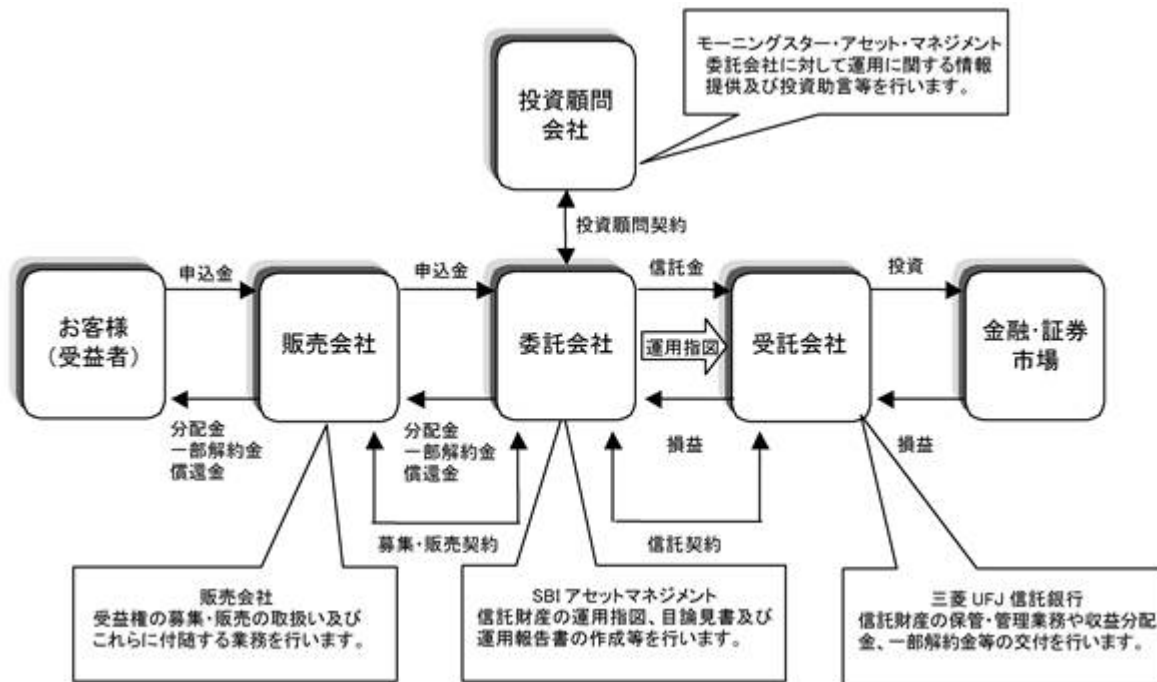 モーニングスター・アセット・マネジメント
委託会社に対して運用に関する情報
提供及び投資助言等を行います。
投資顧問
会社
投資顧問契約
申込金
申込金
信託金
投資
お客様
(受益者)
販売会社
委託会社
運用指図
受託会社
金融・証券
市場
分配金
一部解約金
償還金
分配金
一部解約金
償還金
損益
損益
募集・販売契約
信託契約
販売会社
受益権の募集・販売の取扱い及び
これらに付随する業務を行います。
SBIアセットマネジメント
信託財産の運用指図、目論見書及び
運用報告書の作成等を行います。
三菱 UFJ 信託銀行
信託財産の保管・管理業務や収益分配
金、一部解約金等の交付を行います。